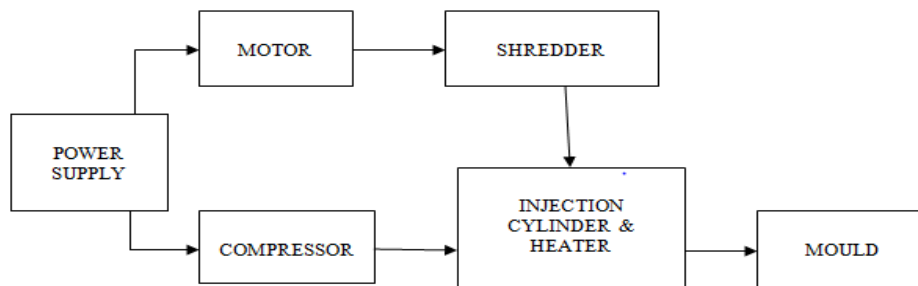 MOTOR
SHREDDER
POWER
SUPPLY
INJECTION
CYLINDER &
HEATER
COMPRESSOR
MOULD